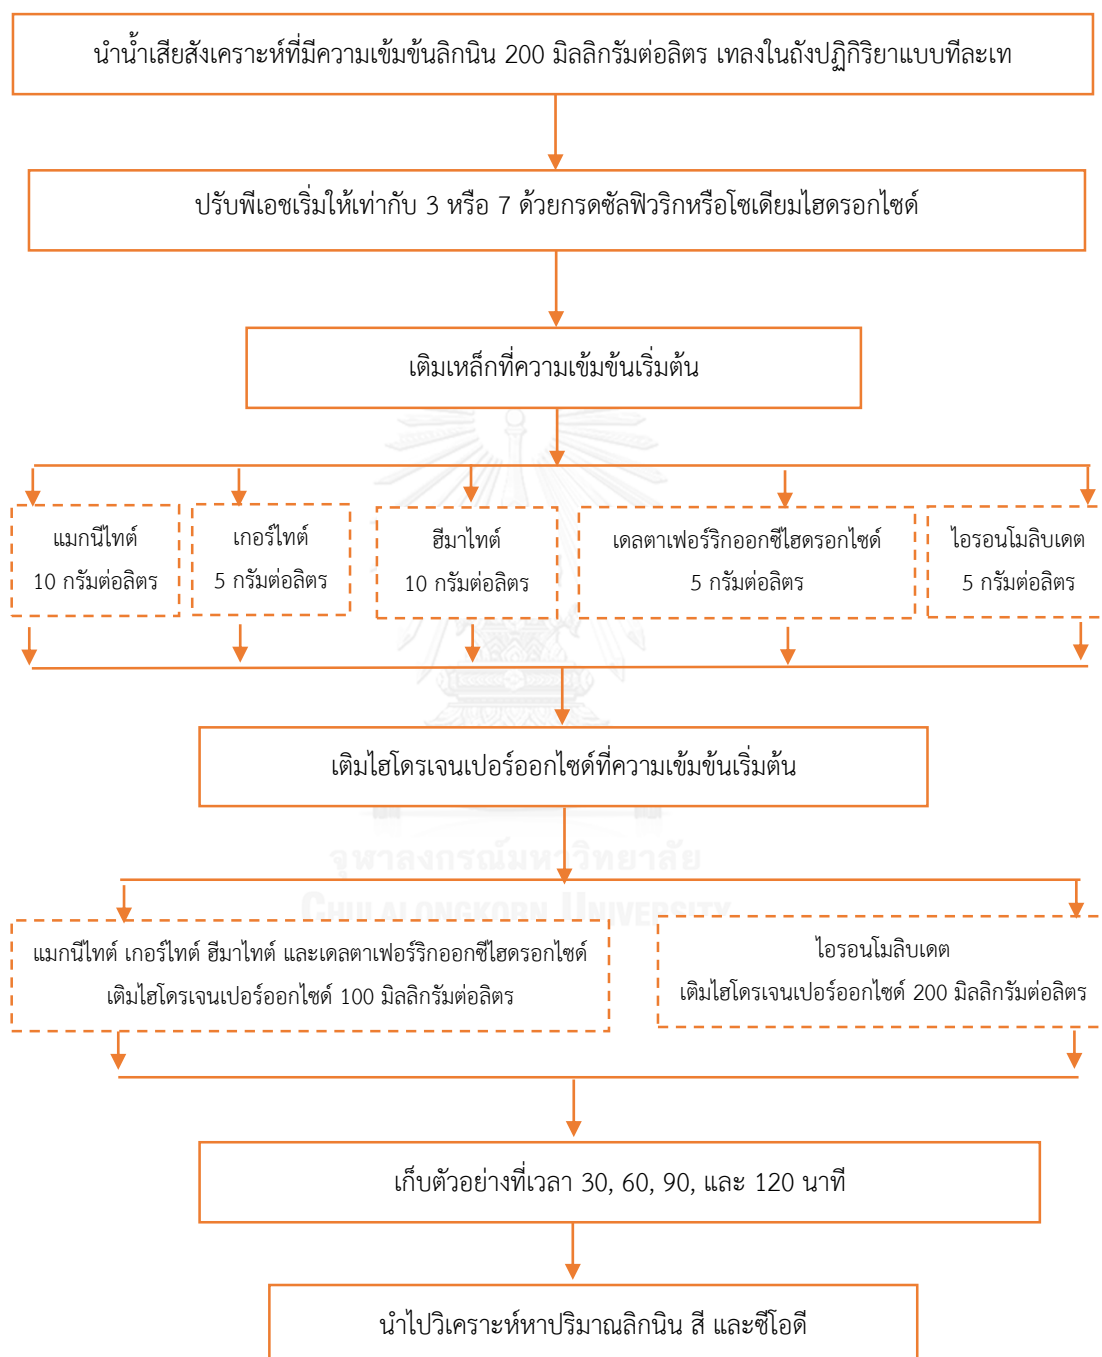 นำน้ำเสียสังเคราะห์ที่มีความเข้มข้นลิกนิน 200 มิลลิกรัมต่อลิตร เทลงในถังปฏิกิริยาแบบทีละเท
ปรับพีเอชเริ่มให้เท่ากับ 3 หรือ 7 ด้วยกรดซัลฟิวริกหรือโซเดียมไฮดรอกไซด์
เติมเหล็กที่ความเข้มข้นเริ่มต้น
แมกนีไทต์
10 กรัมต่อลิตร
เกอร์ไทต์
5 กรัมต่อลิตร
ฮีมาไทต์
10 กรัมต่อลิตร
เดลตาเฟอร์ริกออกซีไฮดรอกไซด์
5 กรัมต่อลิตร
ไอรอนโมลิบเดต
5 กรัมต่อลิตร
เติมไฮโดรเจนเปอร์ออกไซด์ที่ความเข้มข้นเริ่มต้น
จุฬาลงกรณ์มหาวิทยาลัย
CHULALONGKORN UNIVERSITY
แมกนีไทต์ เกอร์ไทต์ ฮีมาไทต์ และเดลตาเฟอร์ริกออกซีไฮดรอกไซด์
เติมไฮโดรเจนเปอร์ออกไซด์ 100 มิลลิกรัมต่อลิตร
ไอรอนโมลิบเดต
เติมไฮโดรเจนเปอร์ออกไซด์ 200 มิลลิกรัมต่อลิตร
เก็บตัวอย่างที่เวลา 30, 60, 90, และ 120 นาที
นำไปวิเคราะห์หาปริมาณลิกนิน สี และซีโอดี